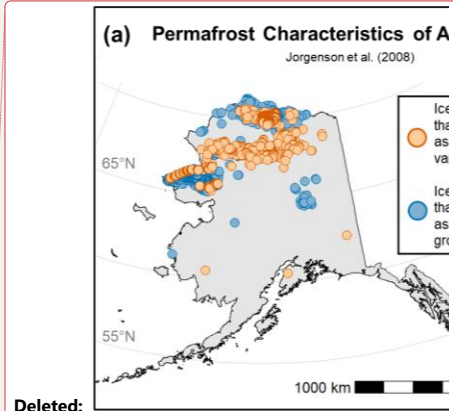 (a) Permafrost Characteristics of A
Jorgenson et al. (2008)
Ice
tha
as
var
65°N
Ice
tha
as
gro
55°N
1000 km
Deleted: